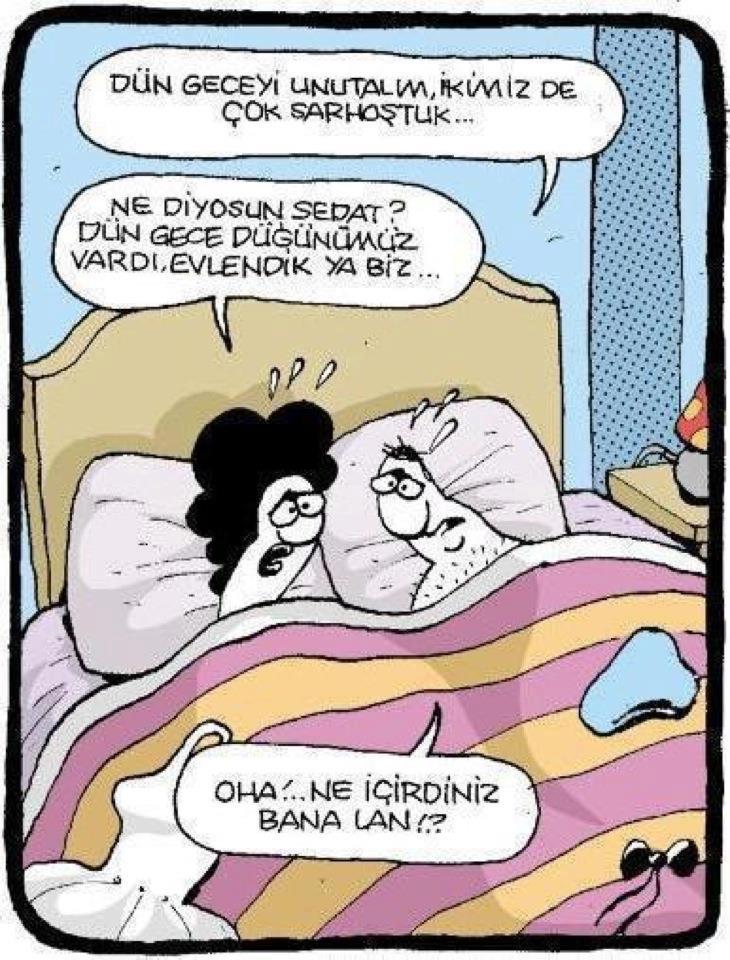 DÜN GECEYİ UNUTALIM, İKİMİZ DE
ÇOK SARHOŞTUK...
NE DİYOSUN SEDAT?
DÜN GECE DÜĞÜNÜMÜZ
VARDI, EVLENDİK YA BİZ...
OHA!..NE İÇİRDİNİZ
BANA LAN!?